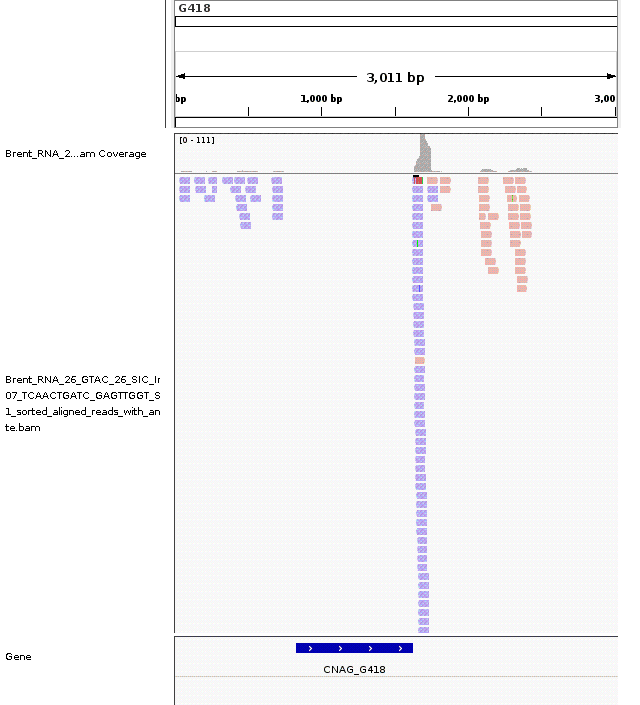 G418
3,011 bp
bp
1,000 bp
2,000 bp
3,00
Brent_RNA_2...am Coverage
[0 - 111]
Brent_RNA_26_GTAC_26_SIC_Ir
07_TCAACTGATC_GAGTTGGT_S
1_sorted_aligned_reads_with_an
te.bam
Gene
CNAG_G418